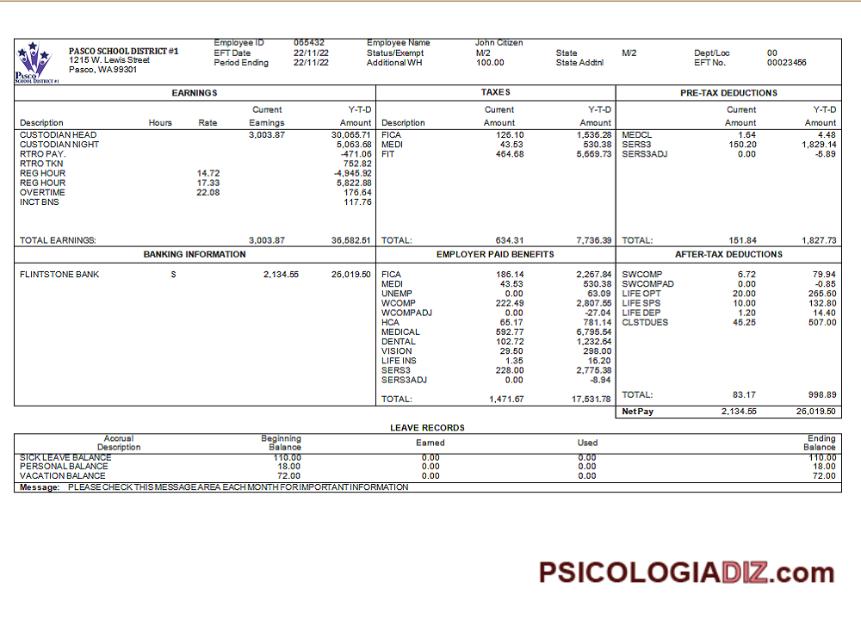 Employee ID 065432 Employee Name John Citizen
PASCO SCHOOL DISTRICT #1 EFT Date 22/11/22 Status/Exempt M/2 State M/2 Dept/Loc 00
1215 W. Lewis Street Period Ending 22/11/22 Additional WH 100.00 State Addtnl EFT No. 00023456
Pasco, WA 99301
PASCO
SCHOOL DISTRICT #1
EARNINGS TAXES PRE-TAX DEDUCTIONS
Current Y-T-D Current Y-T-D Current Y-T-D
Description Hours Rate Earnings Amount Description Amount Amount Amount Amount
CUSTODIAN HEAD 3,003.87 30,065.71 FICA 126.10 1,536.28 MEDCL 1.64 4.48
CUSTODIAN NIGHT 5,063.68 MEDI 43.53 530.38 SERS3 150.20 1,829.14
RTRO PAY. -471.06 FIT 464.68 5,669.73 SERS3ADJ 0.00 -5.89
RTRO TKN 752.82
REG HOUR 14.72 -4,945.92
REG HOUR 17.33 5,822.88
OVERTIME 22.08 176.64
INCT BNS 117.76
TOTAL EARNINGS: 3,003.87 36,582.51 TOTAL: 634.31 7,736.39 TOTAL: 151.84 1,827.73
BANKING INFORMATION EMPLOYER PAID BENEFITS AFTER-TAX DEDUCTIONS
FLINTSTONE BANK S 2,134.55 26,019.50 FICA 186.14 2,267.84 SWCOMP 6.72 79.94
MEDI 43.53 530.38 SWCOMPAD 0.00 -0.85
UNEMP 0.00 63.09 LIFE OPT 20.00 265.60
WCOMP 222.49 2,807.55 LIFE SPS 10.00 132.80
WCOMPADJ 0.00 -27.04 LIFE DEP 1.20 14.40
HCA 65.17 781.14 CLSTDUES 45.25 507.00
MEDICAL 592.77 6,795.54
DENTAL 102.72 1,232.64
VISION 29.50 298.00
LIFE INS 1.35 16.20
SERS3 228.00 2,775.38
SERS3ADJ 0.00 -8.94
TOTAL: 1,471.67 17,531.78 TOTAL: 83.17 998.89
Net Pay 2,134.55 26,019.50
LEAVE RECORDS
Accrual Description Beginning Balance Earned Used Ending Balance
SICK LEAVE BALANCE 110.00 0.00 0.00 110.00
PERSONAL BALANCE 18.00 0.00 0.00 18.00
VACATION BALANCE 72.00 0.00 0.00 72.00
Message: PLEASE CHECK THIS MESSAGE AREA EACH MONTH FOR IMPORTANT INFORMATION
PSICOLOGIADIZ.com